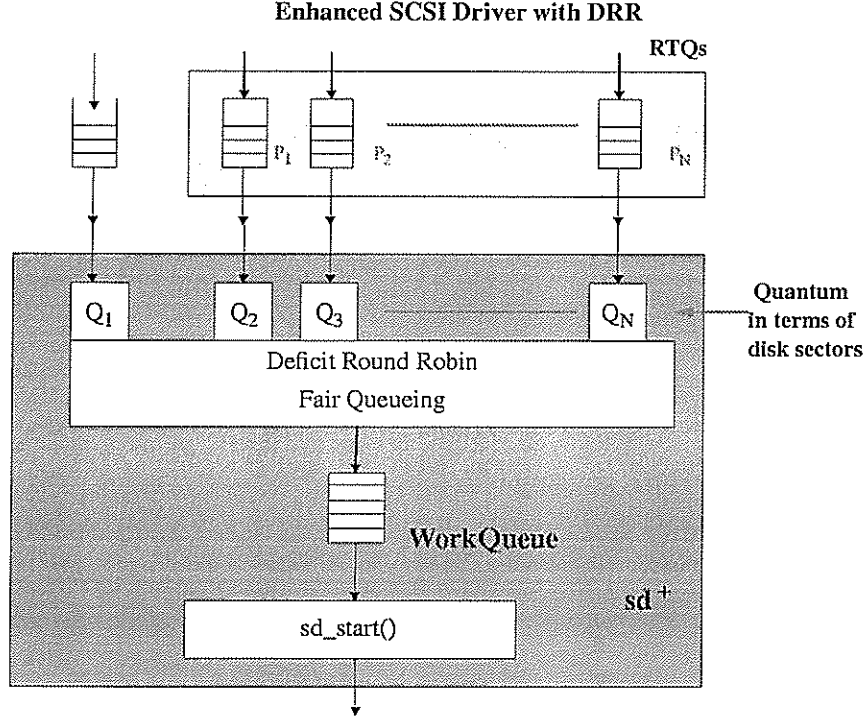 Enhanced SCSI Driver with DRR
RTQs
P1 P2 PN
Q1 Q2 Q3 QN
Quantum
in terms of
disk sectors
Deficit Round Robin
Fair Queueing
WorkQueue
sd+
sd_start()